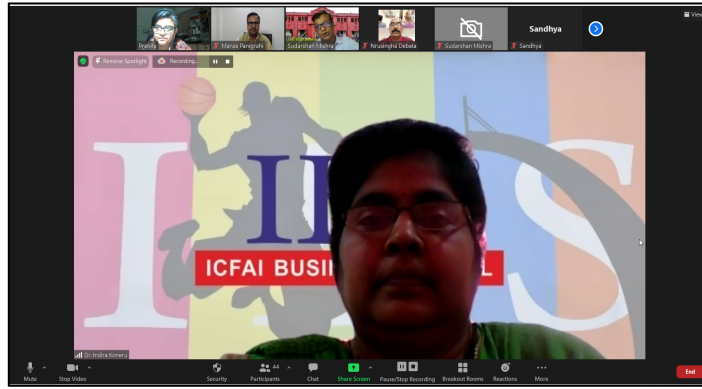 View
Pranita
Manas Panigrahi
Sudarshan Mishra
Nrusingha Debata
Sudarshan Mishra
Sandhya
Sandhya
Remove Spotlight
Recording...
ICFAI BUSI
L
Dr. Indira Koneru
Mute
Stop Video
Security
44
Participants
Chat
Share Screen
Pause/Stop Recording
Breakout Rooms
Reactions
More
End